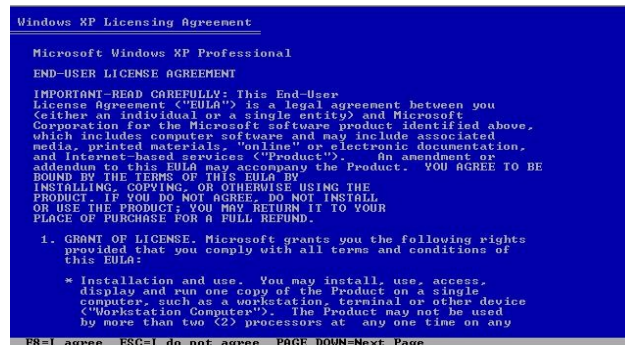 Windows XP Licensing Agreement
Microsoft Windows XP Professional
END-USER LICENSE AGREEMENT
IMPORTANT-READ CAREFULLY: This End-User
License Agreement ("EULA") is a legal agreement between you
(either an individual or a single entity) and Microsoft
Corporation for the Microsoft software product identified above,
which includes computer software and may include associated
media, printed materials, "online" or electronic documentation,
and Internet-based services ("Product"). An amendment or
addendum to this EULA may accompany the Product. YOU AGREE TO BE
BOUND BY THE TERMS OF THIS EULA BY
INSTALLING, COPYING, OR OTHERWISE USING THE
PRODUCT. IF YOU DO NOT AGREE, DO NOT INSTALL
OR USE THE PRODUCT; YOU MAY RETURN IT TO YOUR
PLACE OF PURCHASE FOR A FULL REFUND.
1. GRANT OF LICENSE. Microsoft grants you the following rights
provided that you comply with all terms and conditions of
this EULA:
* Installation and use. You may install, use, access,
display and run one copy of the Product on a single
computer, such as a workstation, terminal or other device
("Workstation Computer"). The Product may not be used
by more than two (2) processors at any one time on any
F8=I agree ESC=I do not agree PAGE DOWN=Next Page